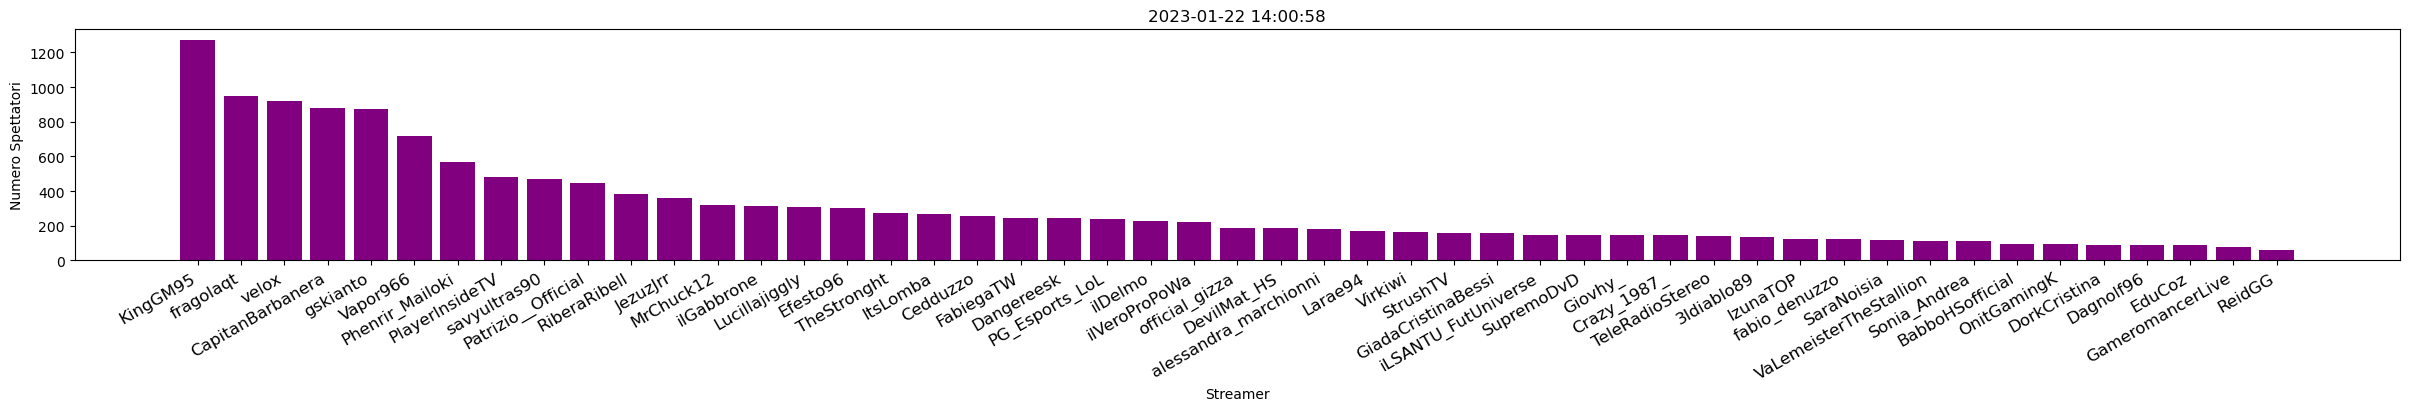 2023-01-22 14:00:58
Numero Spettatori
1200
1000
800
600
400
200
0
KingGM95
fragolaqt
velox
CapitanBarbanera
gskianto
Vapor966
Phenrir_Mailoki
PlayerInsideTV
savyultras90
Patrizio__Official
RiberaRibell
JezuzJrr
MrChuck12
ilGabbrone
Lucillajiggly
Efesto96
TheStronght
ItsLomba
Cedduzzo
FabiegaTW
Dangereesk
PG_Esports_LoL
ilDelmo
ilVeroProPoWa
official_gizza
DevilMat_HS
alessandra_marchionni
Larae94
Virkiwi
StrushTV
GiadaCristinaBessi
iLSANTU_FutUniverse
SupremoDvD
Giovhy_
Crazy_1987_
TeleRadioStereo
3ldiablo89
IzunaTOP
fabio_denuzzo
SaraNoisia
VaLemeisterTheStallion
Sonia_Andrea
BabboHSofficial
OnitGamingK
DorkCristina
Dagnolf96
EduCoz
GameromancerLive
ReidGG
Streamer